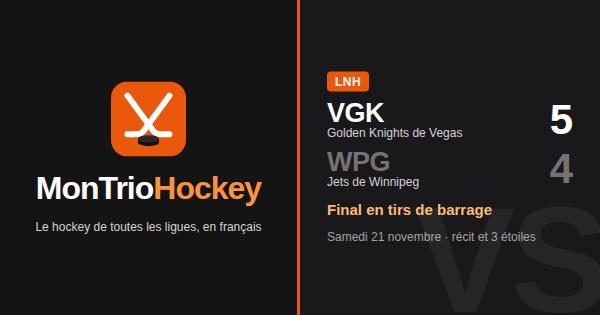 MonTrioHockey
Le hockey de toutes les ligues, en français
LNH
VGK 5
Golden Knights de Vegas
WPG 4
Jets de Winnipeg
Final en tirs de barrage
Samedi 21 novembre · récit et 3 étoiles
VS